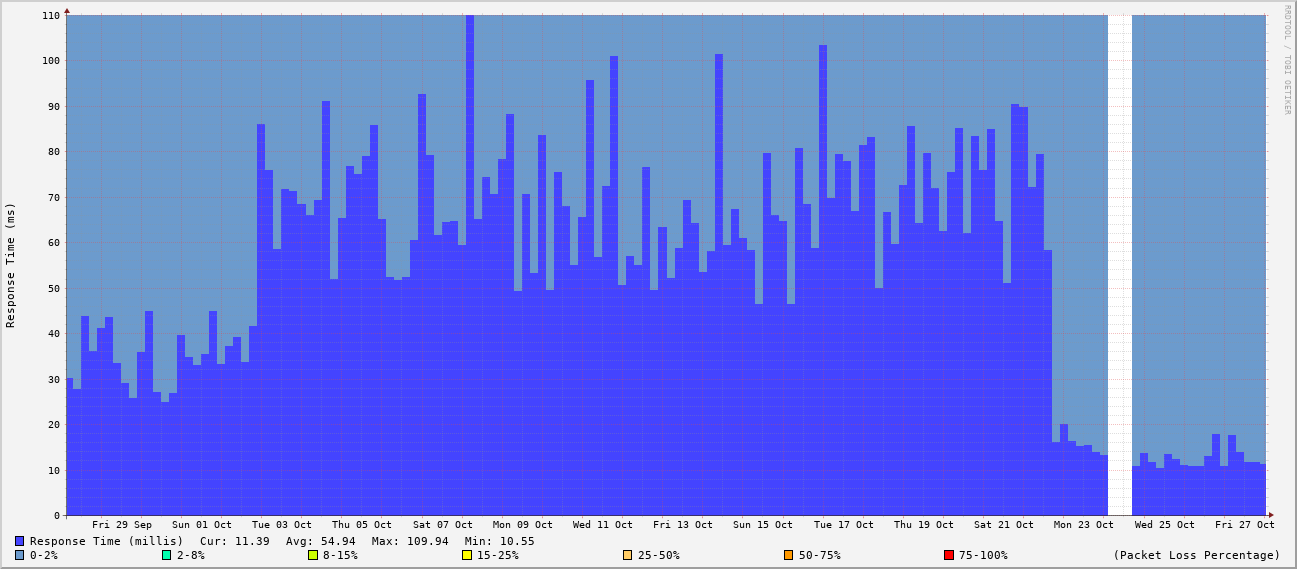 RRDTOOL / TOBI OETIKER
Response Time (ms)
110
100
90
80
70
60
50
40
30
20
10
0
Fri 29 Sep Sun 01 Oct Tue 03 Oct Thu 05 Oct Sat 07 Oct Mon 09 Oct Wed 11 Oct Fri 13 Oct Sun 15 Oct Tue 17 Oct Thu 19 Oct Sat 21 Oct Mon 23 Oct Wed 25 Oct Fri 27 Oct
Response Time (millis) Cur: 11.39 Avg: 54.94 Max: 109.94 Min: 10.55
0-2% 2-8% 8-15% 15-25% 25-50% 50-75% 75-100% (Packet Loss Percentage)